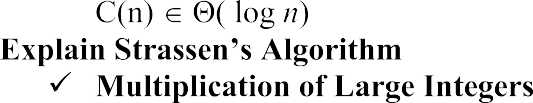 C(n) ∈ Θ( log n)
Explain Strassen’s Algorithm
✓ Multiplication of Large Integers